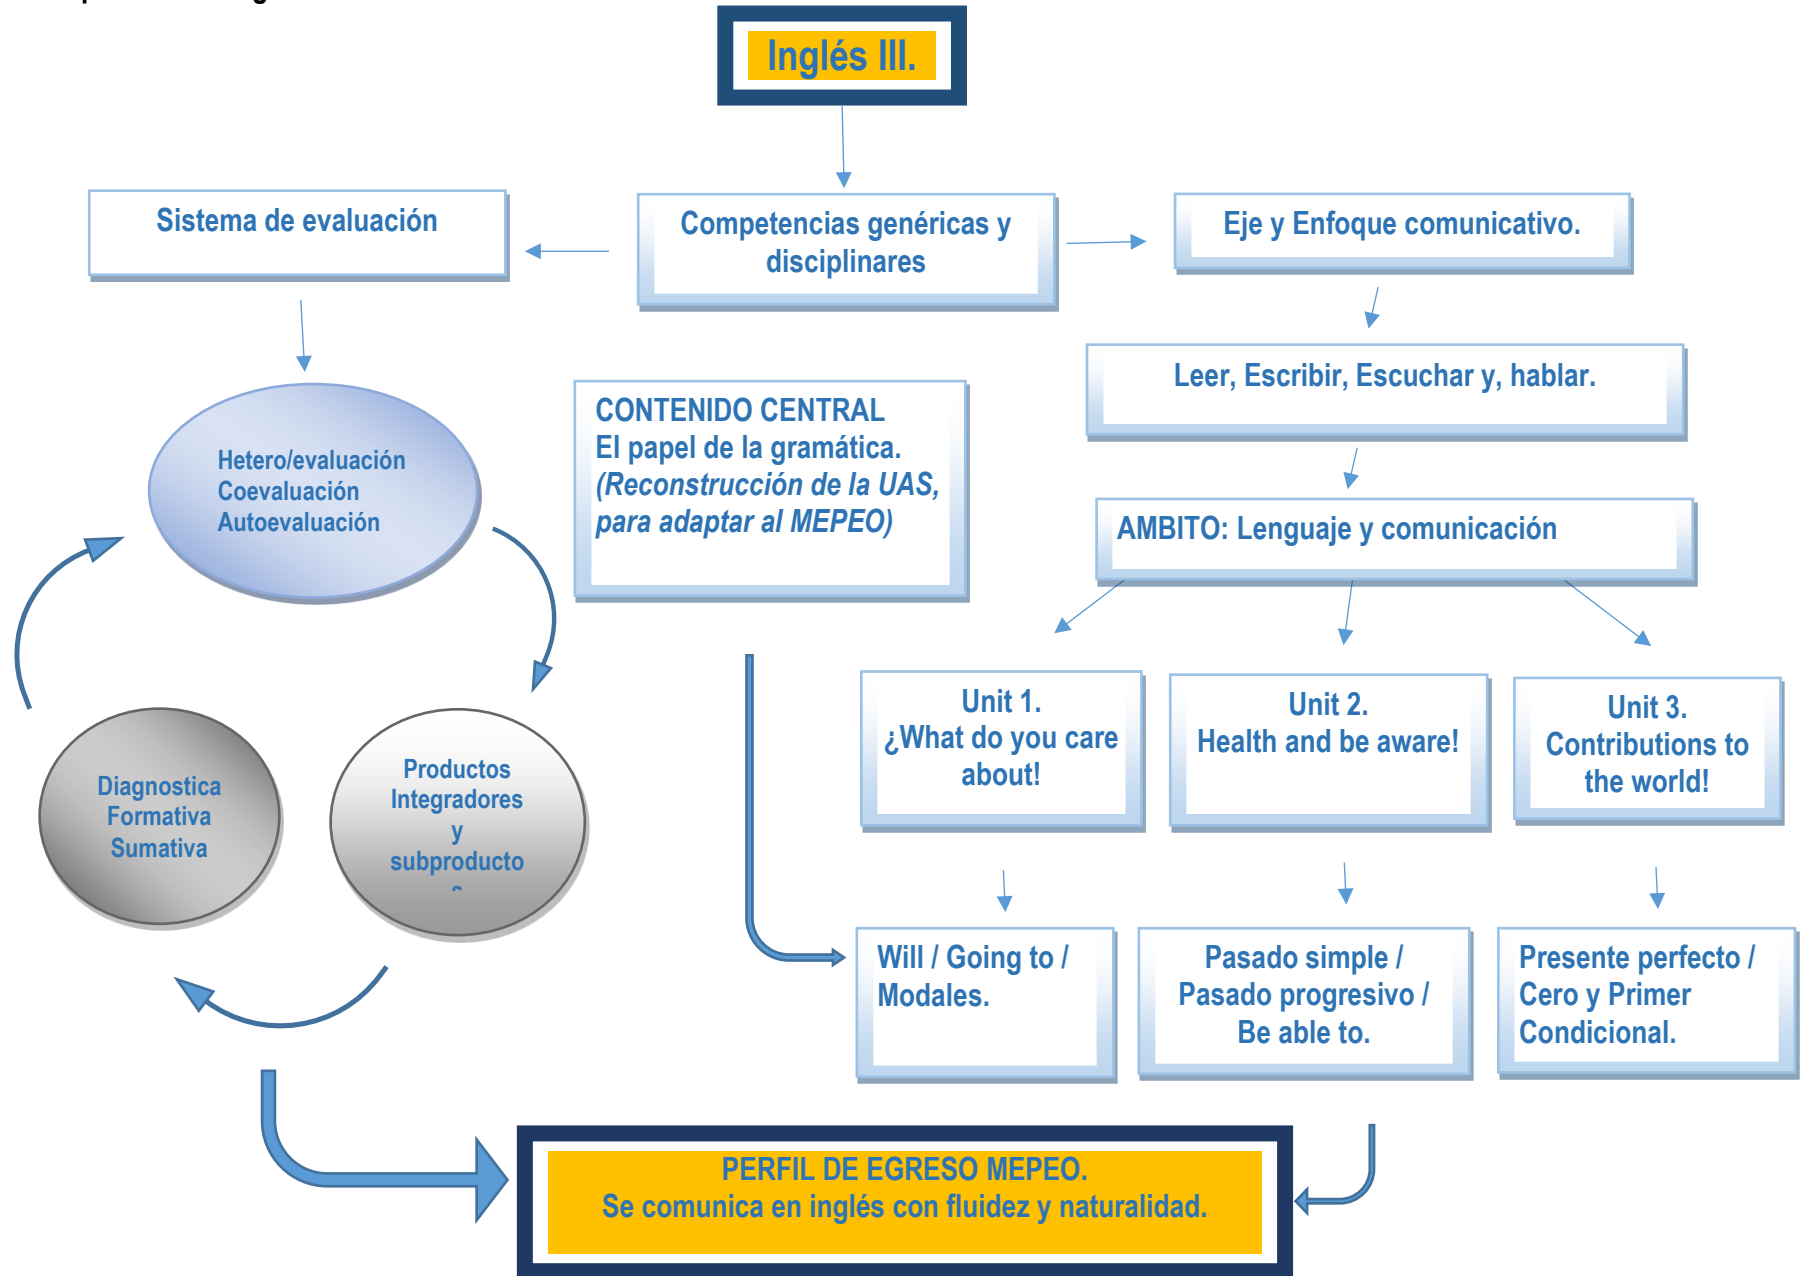 Inglés III.
Sistema de evaluación
Competencias genéricas y
disciplinares
Eje y Enfoque comunicativo.
Leer, Escribir, Escuchar y, hablar.
CONTENIDO CENTRAL
El papel de la gramática.
(Reconstrucción de la UAS,
para adaptar al MEPEO)
Hetero/evaluación
Coevaluación
Autoevaluación
AMBITO: Lenguaje y comunicación
Unit 1.
¿What do you care
about!
Unit 2.
Health and be aware!
Unit 3.
Contributions to
the world!
Diagnostica
Formativa
Sumativa
Productos
Integradores
y
subproducto
s
Will / Going to /
Modales.
Pasado simple /
Pasado progresivo /
Be able to.
Presente perfecto /
Cero y Primer
Condicional.
PERFIL DE EGRESO MEPEO.
Se comunica en inglés con fluidez y naturalidad.